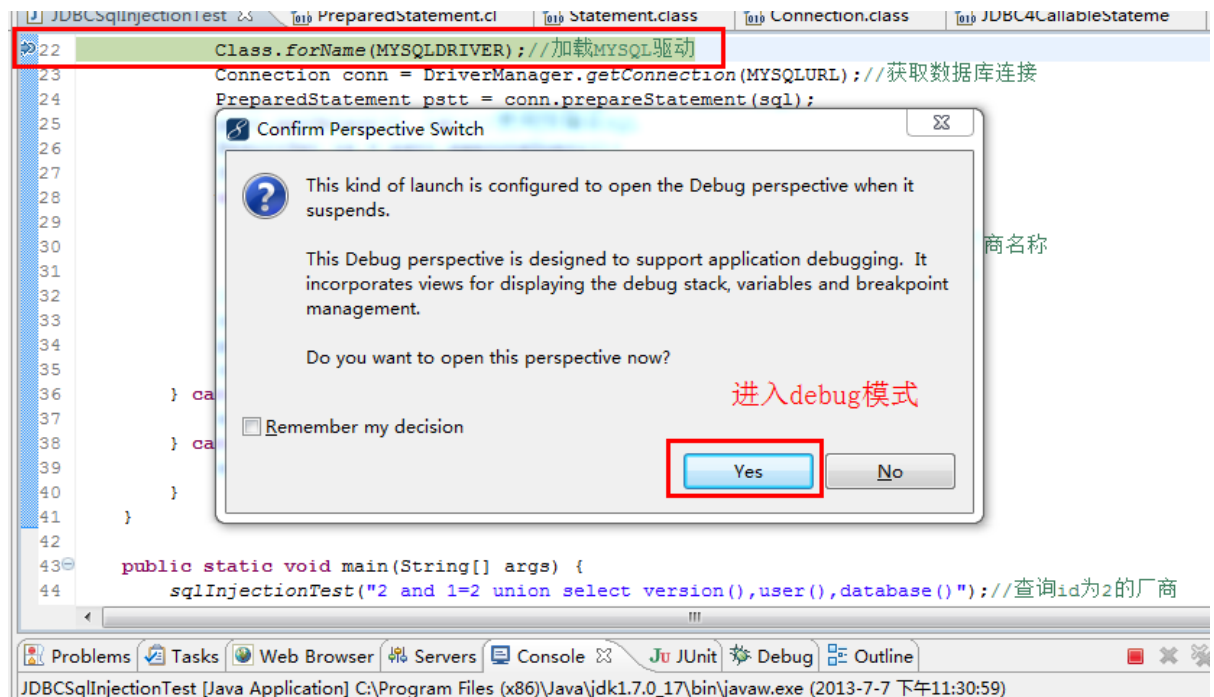 JDBCSqlInjectionTest PreparedStatement.cl Statement.class Connection.class JDBC4CallableStateme
22 Class.forName(MYSQLDRIVER);//加载MYSQL驱动
23 Connection conn = DriverManager.getConnection(MYSQLURL);//获取数据库连接
24 PreparedStatement pstt = conn.prepareStatement(sql);
25
Confirm Perspective Switch
26
27
This kind of launch is configured to open the Debug perspective when it
28
suspends.
29
30 商名称
This Debug perspective is designed to support application debugging. It
31
incorporates views for displaying the debug stack, variables and breakpoint
32
management.
33
34
Do you want to open this perspective now?
35
36 } ca
进入debug模式
37
Remember my decision
38 } ca
39
Yes No
40 }
41 }
42
43 public static void main(String[] args) {
44 sqlInjectionTest("2 and 1=2 union select version(),user(),database()");//查询id为2的厂商
Problems Tasks Web Browser Servers Console JUnit Debug Outline
JDBCSqlInjectionTest [Java Application] C:\Program Files (x86)\Java\jdk1.7.0_17\bin\javaw.exe (2013-7-7 下午11:30:59)